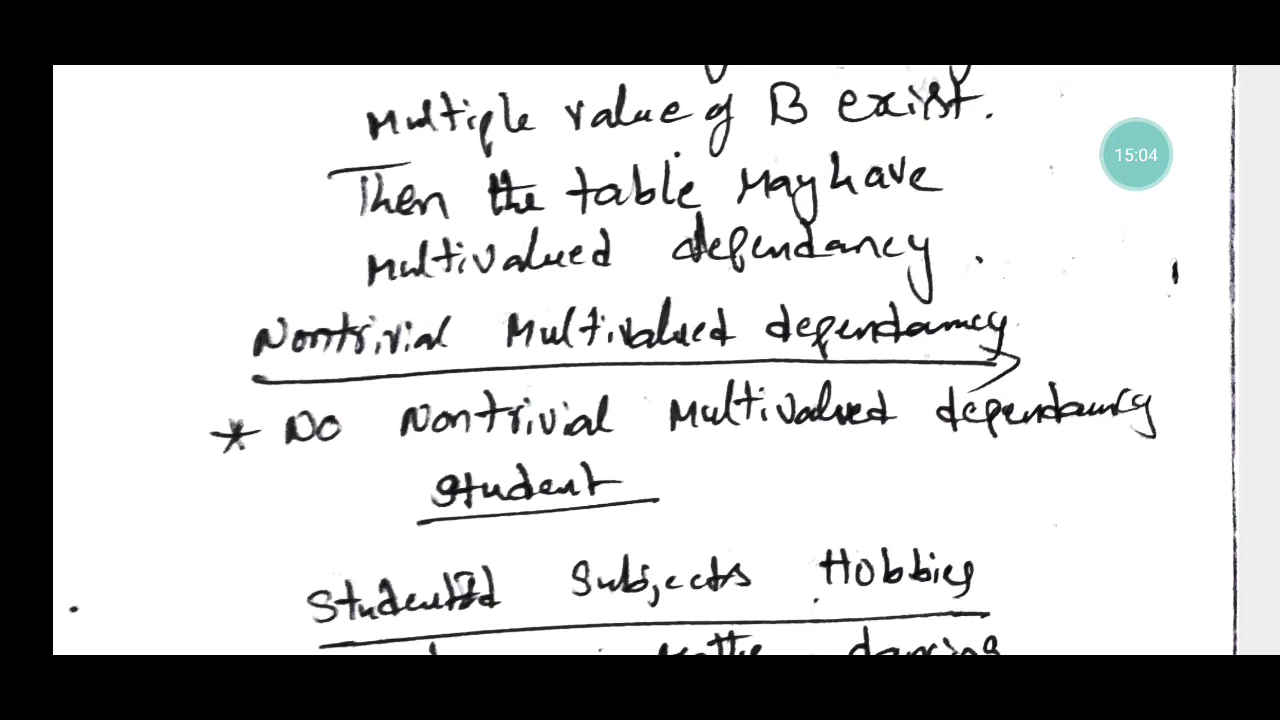 Multiple value of B exist.
15:04
Then the table May have
Multivalued dependancy.
Nontrivial Multivalued dependancy
* No Nontrivial Multivalued dependancy
Student
StudentId Subjects Hobbies
dancing